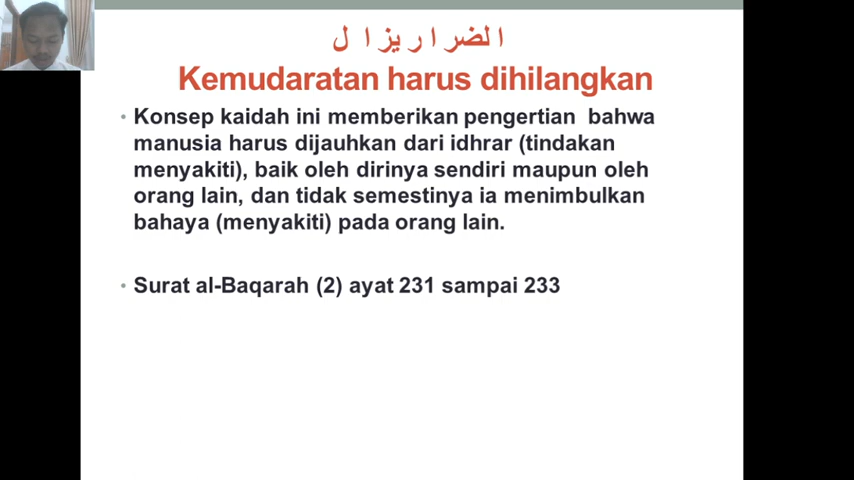 الضرار يزا ل
Kemudaratan harus dihilangkan
• Konsep kaidah ini memberikan pengertian bahwa
manusia harus dijauhkan dari idhrar (tindakan
menyakiti), baik oleh dirinya sendiri maupun oleh
orang lain, dan tidak semestinya ia menimbulkan
bahaya (menyakiti) pada orang lain.
• Surat al-Baqarah (2) ayat 231 sampai 233